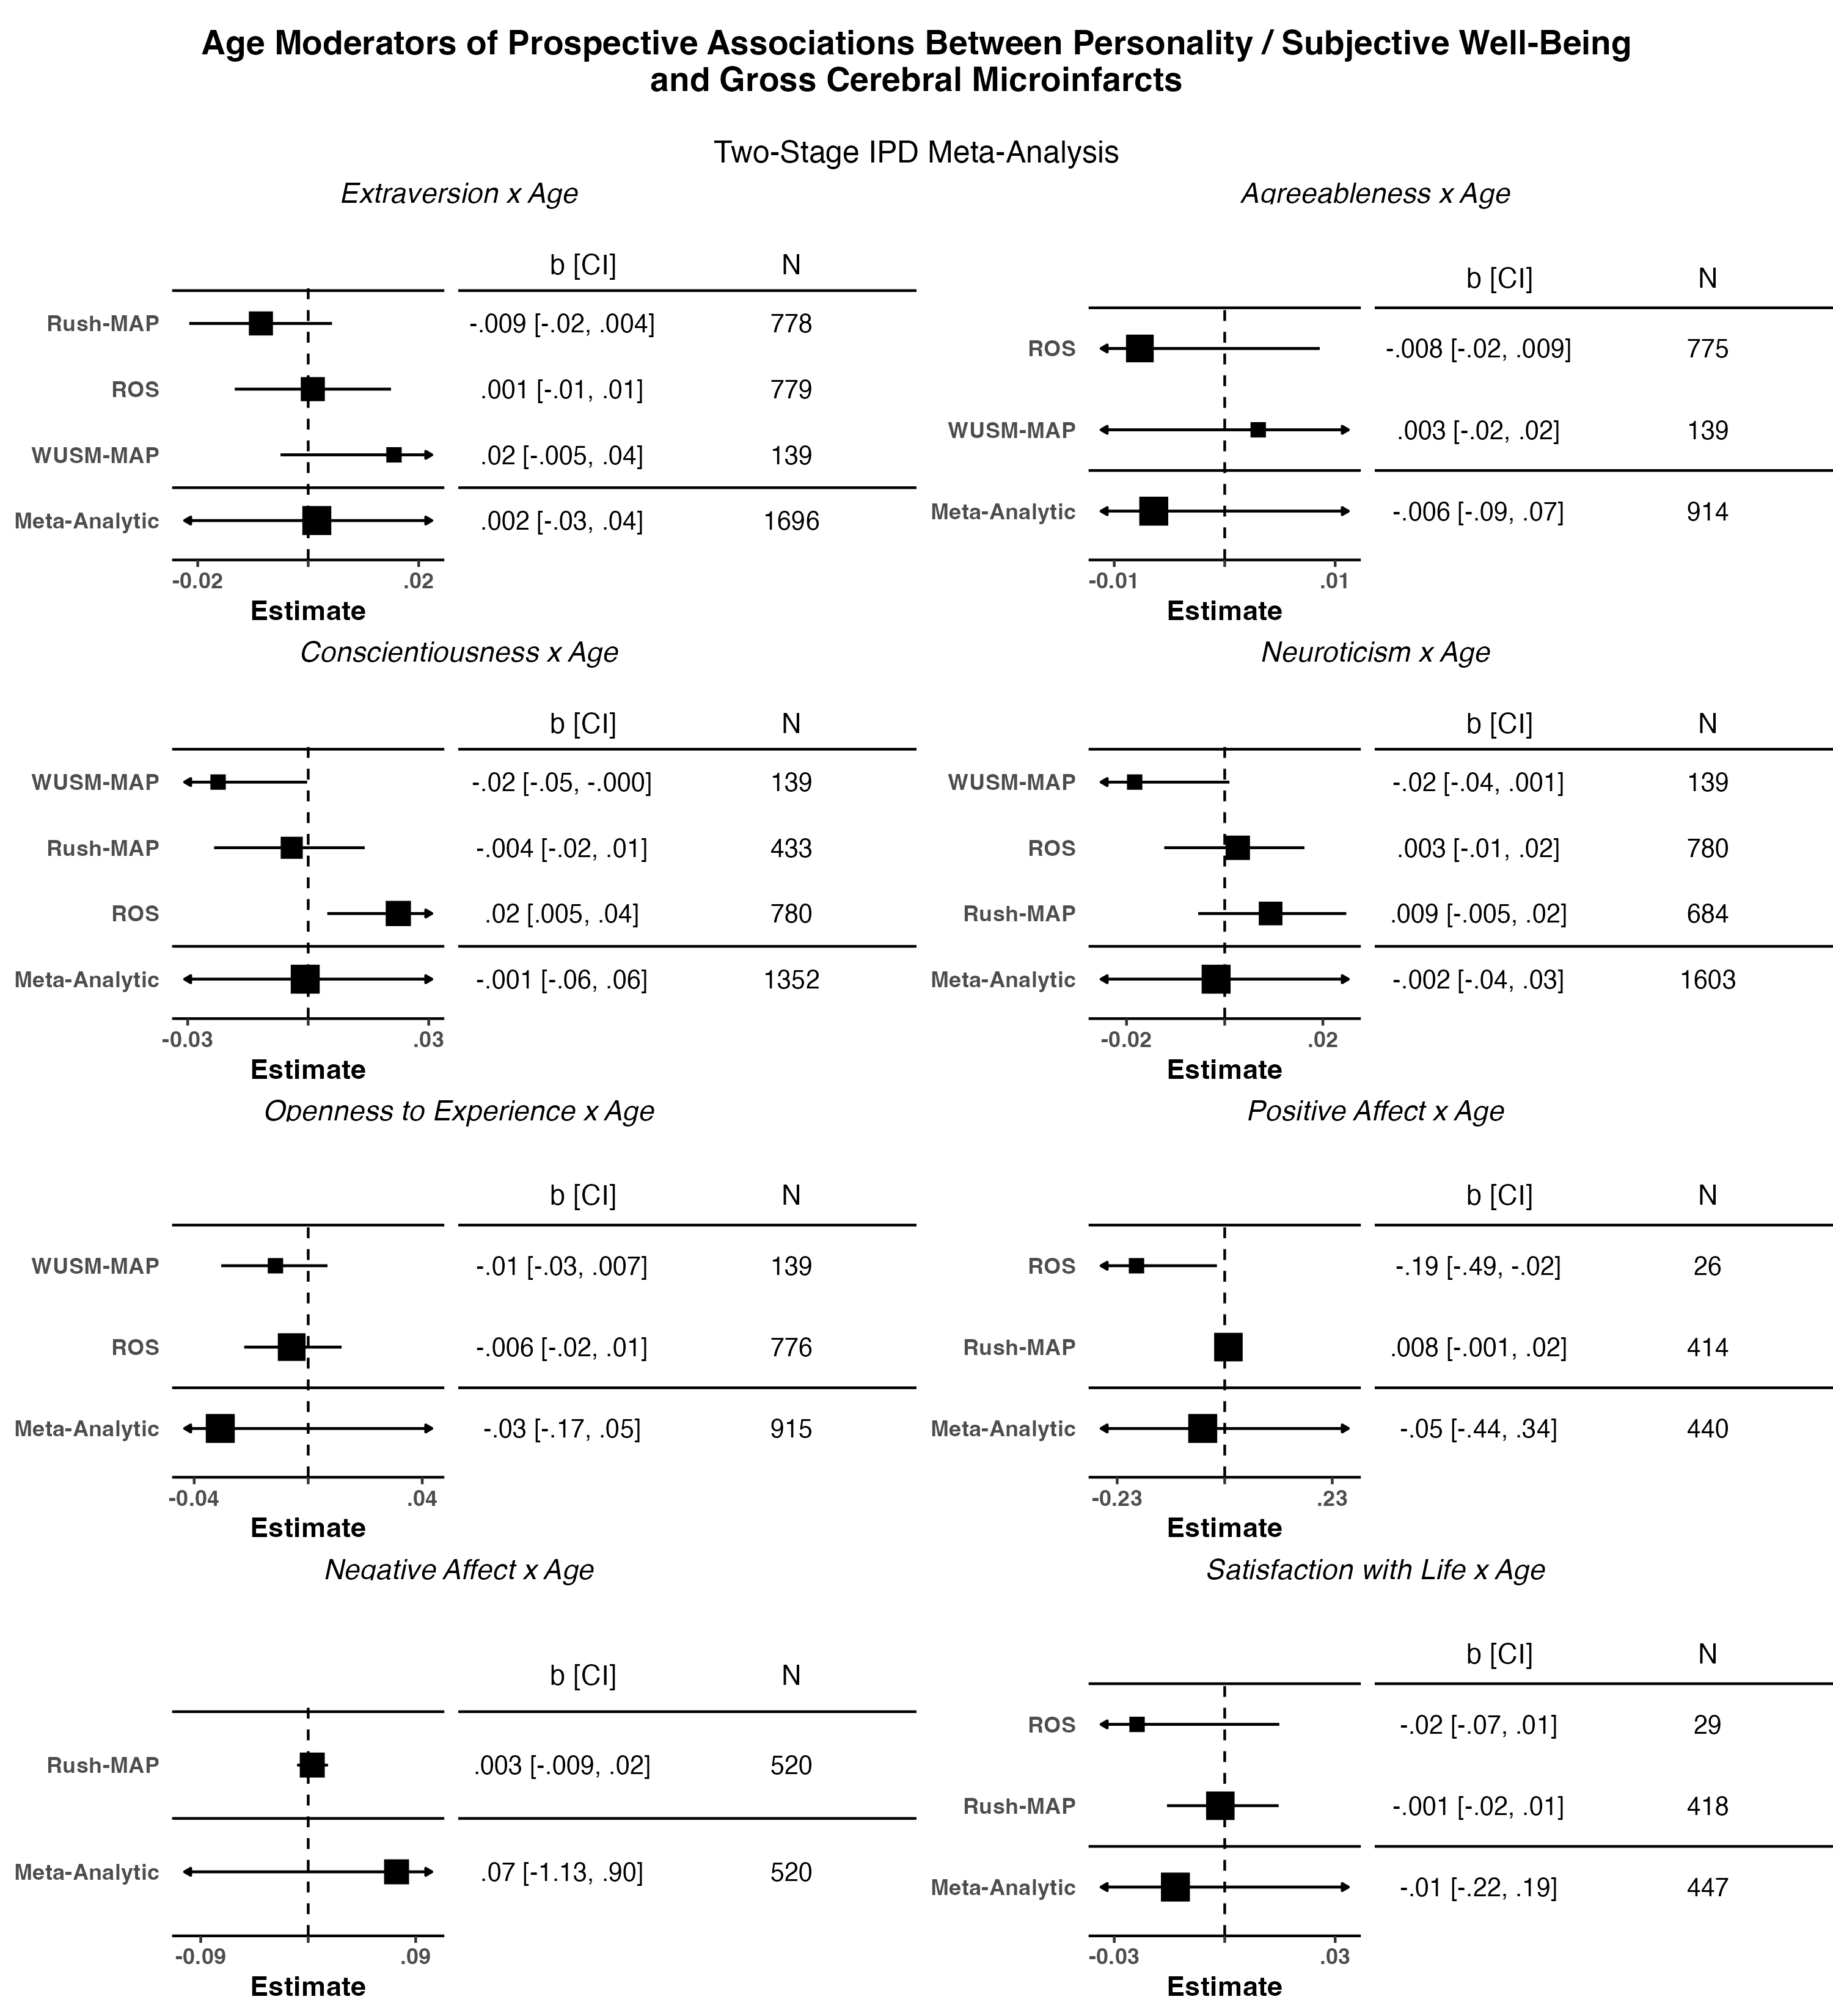 Age Moderators of Prospective Associations Between Personality / Subjective Well-Being
and Gross Cerebral Microinfarcts
Two-Stage IPD Meta-Analysis
Extraversion x Age
b [CI] N
Rush-MAP -.009 [-.02, .004] 778
ROS .001 [-.01, .01] 779
WUSM-MAP .02 [-.005, .04] 139
Meta-Analytic .002 [-.03, .04] 1696
-0.02 .02
Estimate
Agreeableness x Age
b [CI] N
ROS -.008 [-.02, .009] 775
WUSM-MAP .003 [-.02, .02] 139
Meta-Analytic -.006 [-.09, .07] 914
-0.01 .01
Estimate
Conscientiousness x Age
b [CI] N
WUSM-MAP -.02 [-.05, -.000] 139
Rush-MAP -.004 [-.02, .01] 433
ROS .02 [.005, .04] 780
Meta-Analytic -.001 [-.06, .06] 1352
-0.03 .03
Estimate
Neuroticism x Age
b [CI] N
WUSM-MAP -.02 [-.04, .001] 139
ROS .003 [-.01, .02] 780
Rush-MAP .009 [-.005, .02] 684
Meta-Analytic -.002 [-.04, .03] 1603
-0.02 .02
Estimate
Openness to Experience x Age
b [CI] N
WUSM-MAP -.01 [-.03, .007] 139
ROS -.006 [-.02, .01] 776
Meta-Analytic -.03 [-.17, .05] 915
-0.04 .04
Estimate
Positive Affect x Age
b [CI] N
ROS -.19 [-.49, -.02] 26
Rush-MAP .008 [-.001, .02] 414
Meta-Analytic -.05 [-.44, .34] 440
-0.23 .23
Estimate
Negative Affect x Age
b [CI] N
Rush-MAP .003 [-.009, .02] 520
Meta-Analytic .07 [-1.13, .90] 520
-0.09 .09
Estimate
Satisfaction with Life x Age
b [CI] N
ROS -.02 [-.07, .01] 29
Rush-MAP -.001 [-.02, .01] 418
Meta-Analytic -.01 [-.22, .19] 447
-0.03 .03
Estimate